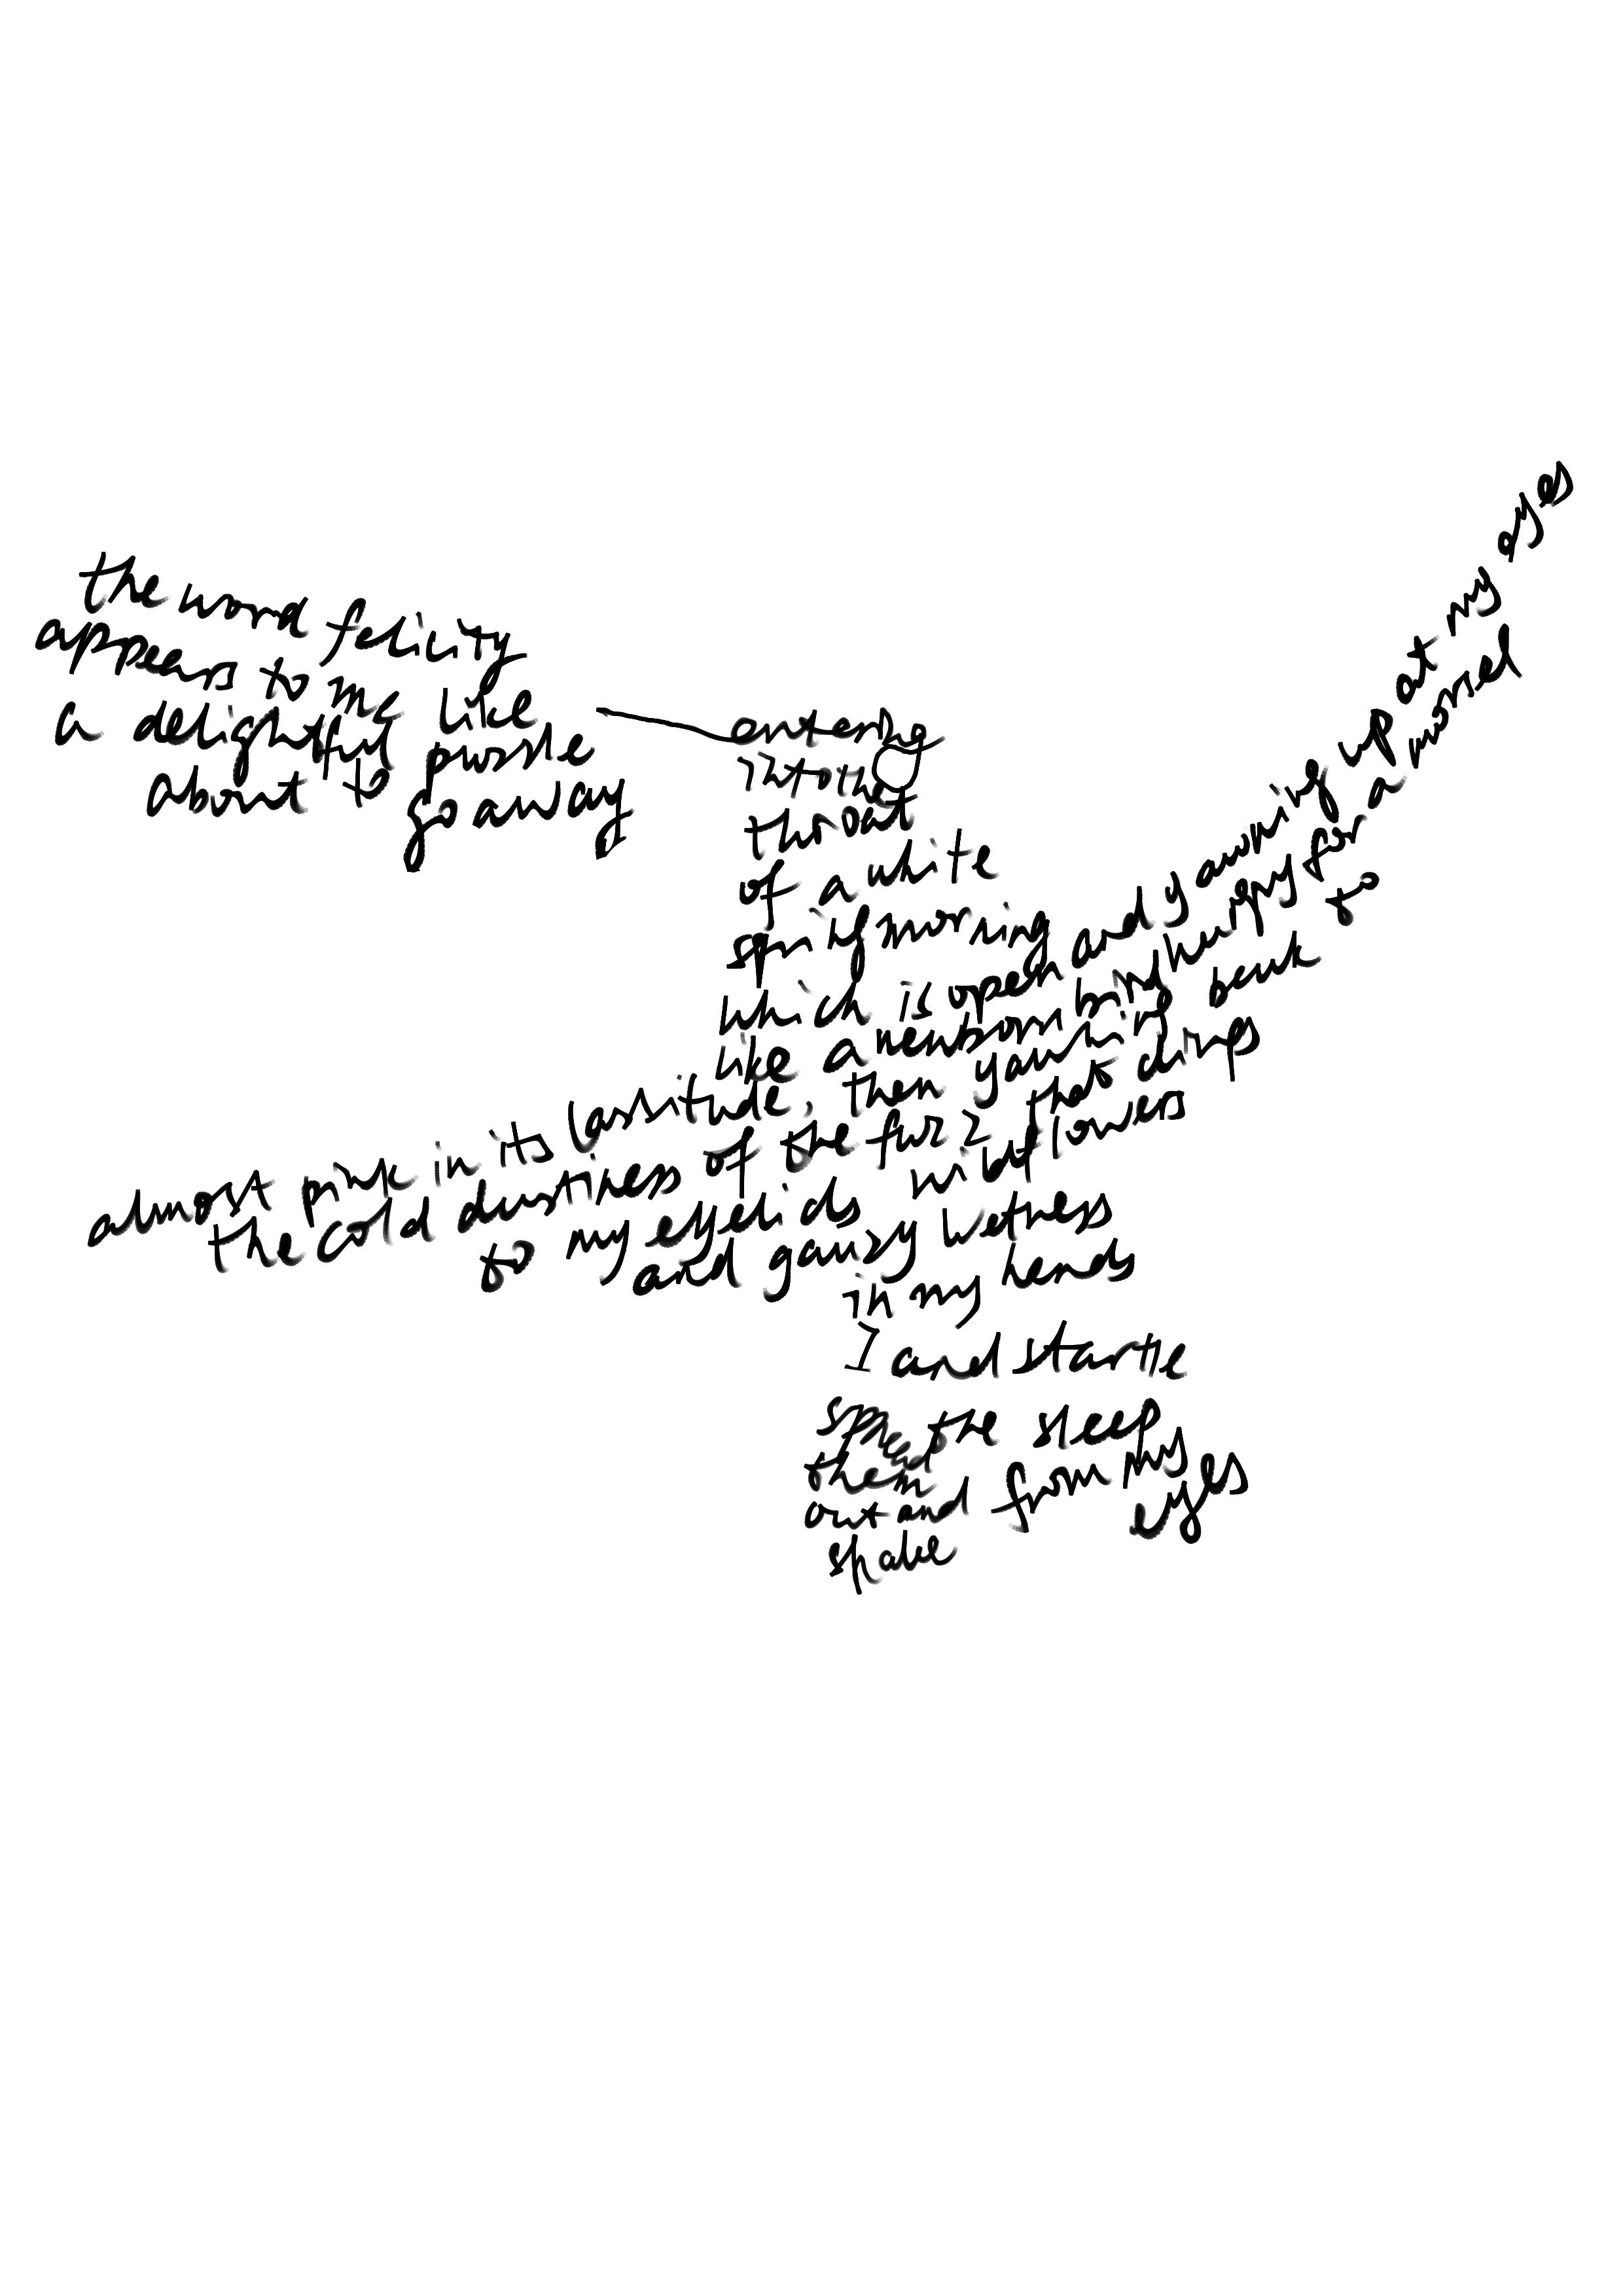 the word felicity
appears to me
a delightful like
about to puzzle
go away
entering
into the
throat
of a white
spring morning
which is open and yawning up at my eyes
like a newborn bird hungry for a morsel
almost pink in its lassitude, then yawning back to
the cold dustiness of the furz that clings
to my eyelids wildflowers
and gauzy wetness
in my hands
I and startle
spread the sleep
them from my
out and eyes
shake